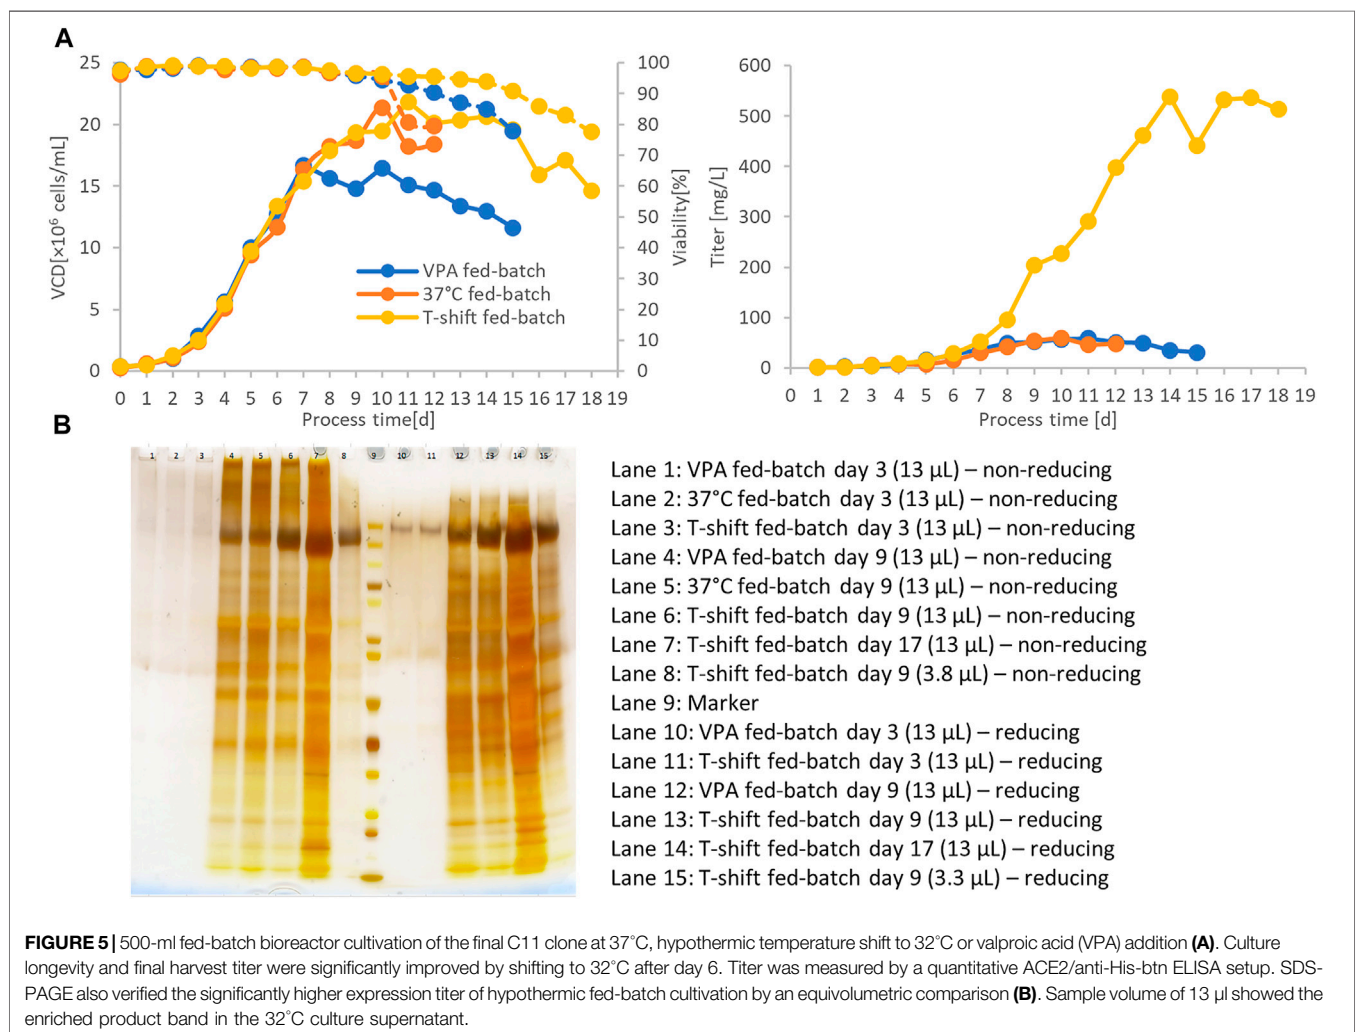 A
25
20
15
10
5
0
VCD[×10⁶ cells/mL]
100
90
80
70
60
50
40
30
20
10
0
Viability[%]
VPA fed-batch
37°C fed-batch
T-shift fed-batch
0 1 2 3 4 5 6 7 8 9 10 11 12 13 14 15 16 17 18 19
Process time[d]
600
500
400
300
200
100
0
Titer [mg/L]
0 1 2 3 4 5 6 7 8 9 10 11 12 13 14 15 16 17 18 19
Process time [d]
B
1 2 3 4 5 6 7 8 9 10 11 12 13 14 15
Lane 1: VPA fed-batch day 3 (13 µL) – non-reducing
Lane 2: 37°C fed-batch day 3 (13 µL) – non-reducing
Lane 3: T-shift fed-batch day 3 (13 µL) – non-reducing
Lane 4: VPA fed-batch day 9 (13 µL) – non-reducing
Lane 5: 37°C fed-batch day 9 (13 µL) – non-reducing
Lane 6: T-shift fed-batch day 9 (13 µL) – non-reducing
Lane 7: T-shift fed-batch day 17 (13 µL) – non-reducing
Lane 8: T-shift fed-batch day 9 (3.8 µL) – non-reducing
Lane 9: Marker
Lane 10: VPA fed-batch day 3 (13 µL) – reducing
Lane 11: T-shift fed-batch day 3 (13 µL) – reducing
Lane 12: VPA fed-batch day 9 (13 µL) – reducing
Lane 13: T-shift fed-batch day 9 (13 µL) – reducing
Lane 14: T-shift fed-batch day 17 (13 µL) – reducing
Lane 15: T-shift fed-batch day 9 (3.3 µL) – reducing
FIGURE 5 | 500-ml fed-batch bioreactor cultivation of the final C11 clone at 37°C, hypothermic temperature shift to 32°C or valproic acid (VPA) addition (A). Culture
longevity and final harvest titer were significantly improved by shifting to 32°C after day 6. Titer was measured by a quantitative ACE2/anti-His-btn ELISA setup. SDS-
PAGE also verified the significantly higher expression titer of hypothermic fed-batch cultivation by an equivolumetric comparison (B). Sample volume of 13 µl showed the
enriched product band in the 32°C culture supernatant.